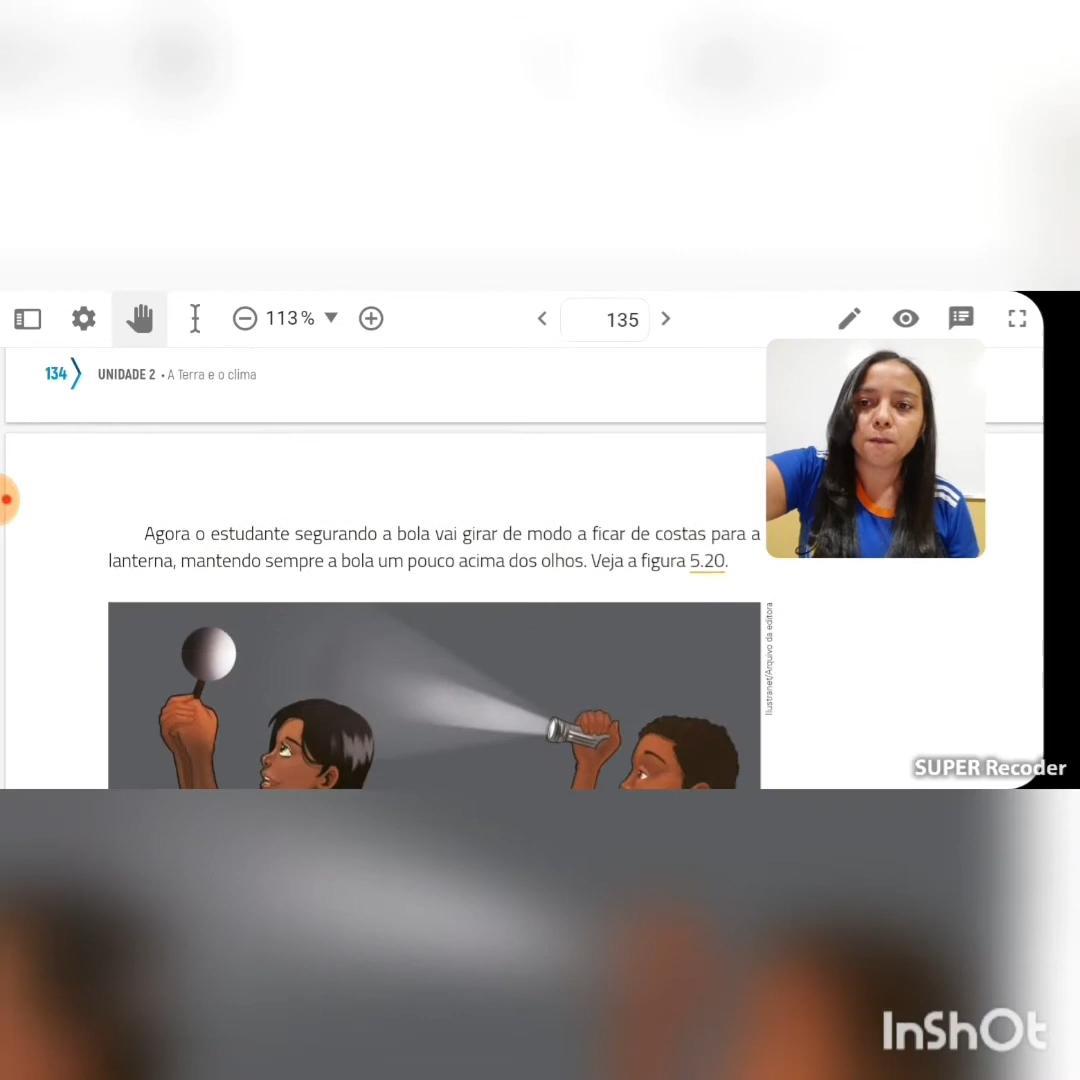 113%
135
134 UNIDADE 2 • A Terra e o clima
Agora o estudante segurando a bola vai girar de modo a ficar de costas para a
lanterna, mantendo sempre a bola um pouco acima dos olhos. Veja a figura 5.20.
Ilustranet/Arquivo da editora
SUPER Recoder
InShOt